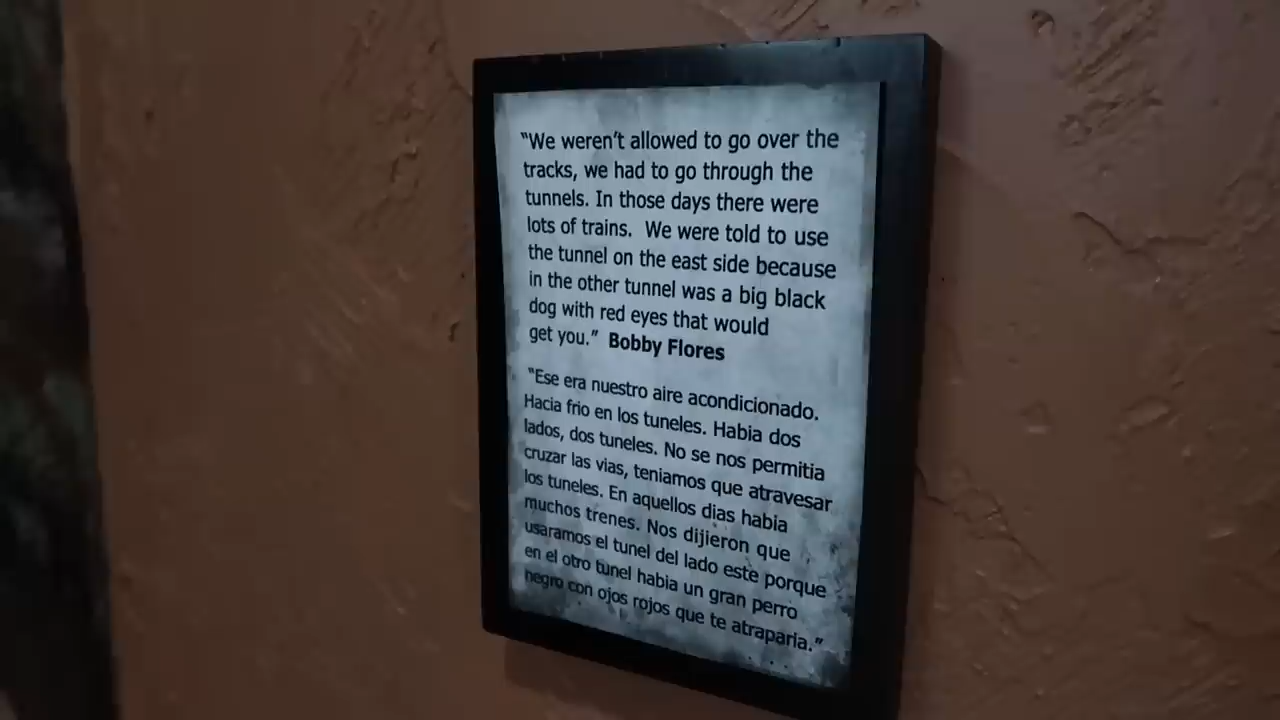 “We weren’t allowed to go over the
tracks, we had to go through the
tunnels. In those days there were
lots of trains.  We were told to use
the tunnel on the east side because
in the other tunnel was a big black
dog with red eyes that would
get you.”  Bobby Flores
“Ese era nuestro aire acondicionado.
Hacia frio en los tuneles. Habia dos
lados, dos tuneles. No se nos permitia
cruzar las vias, teniamos que atravesar
los tuneles. En aquellos dias habia
muchos trenes. Nos dijieron que
usaramos el tunel del lado este porque
en el otro tunel habia un gran perro
negro con ojos rojos que te atraparia.”